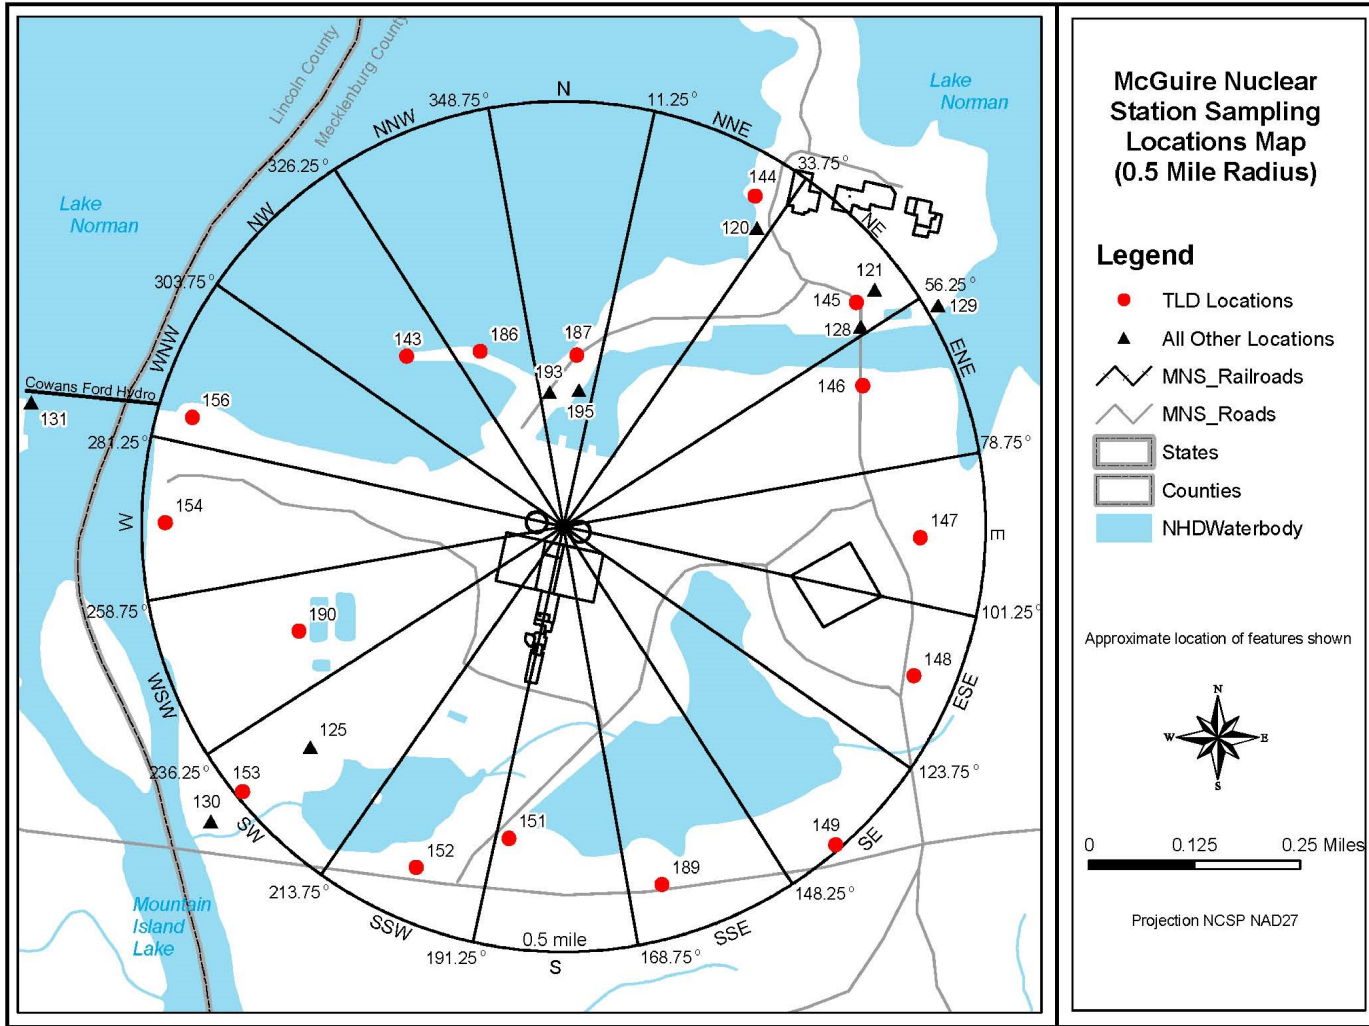 McGuire Nuclear
Station Sampling
Locations Map
(0.5 Mile Radius)
Legend
TLD Locations
All Other Locations
MNS_Railroads
MNS_Roads
States
Counties
NHDWaterbody
Approximate location of features shown
N
W
E
S
0
0.125
0.25 Miles
Projection NCSP NAD27
Lincoln County
Mecklenburg County
Lake
Norman
Lake
Norman
Mountain
Island
Lake
Cowans Ford Hydro
0.5 mile
N
11.25°
NNE
33.75°
NE
56.25°
ENE
78.75°
E
101.25°
ESE
123.75°
SE
148.25°
SSE
168.75°
S
191.25°
SSW
213.75°
SW
236.25°
WSW
258.75°
W
281.25°
WNW
303.75°
NW
326.25°
NNW
348.75°
144
120
121
145
128
129
146
143
186
187
193
195
156
131
154
147
190
148
125
153
130
151
152
189
149